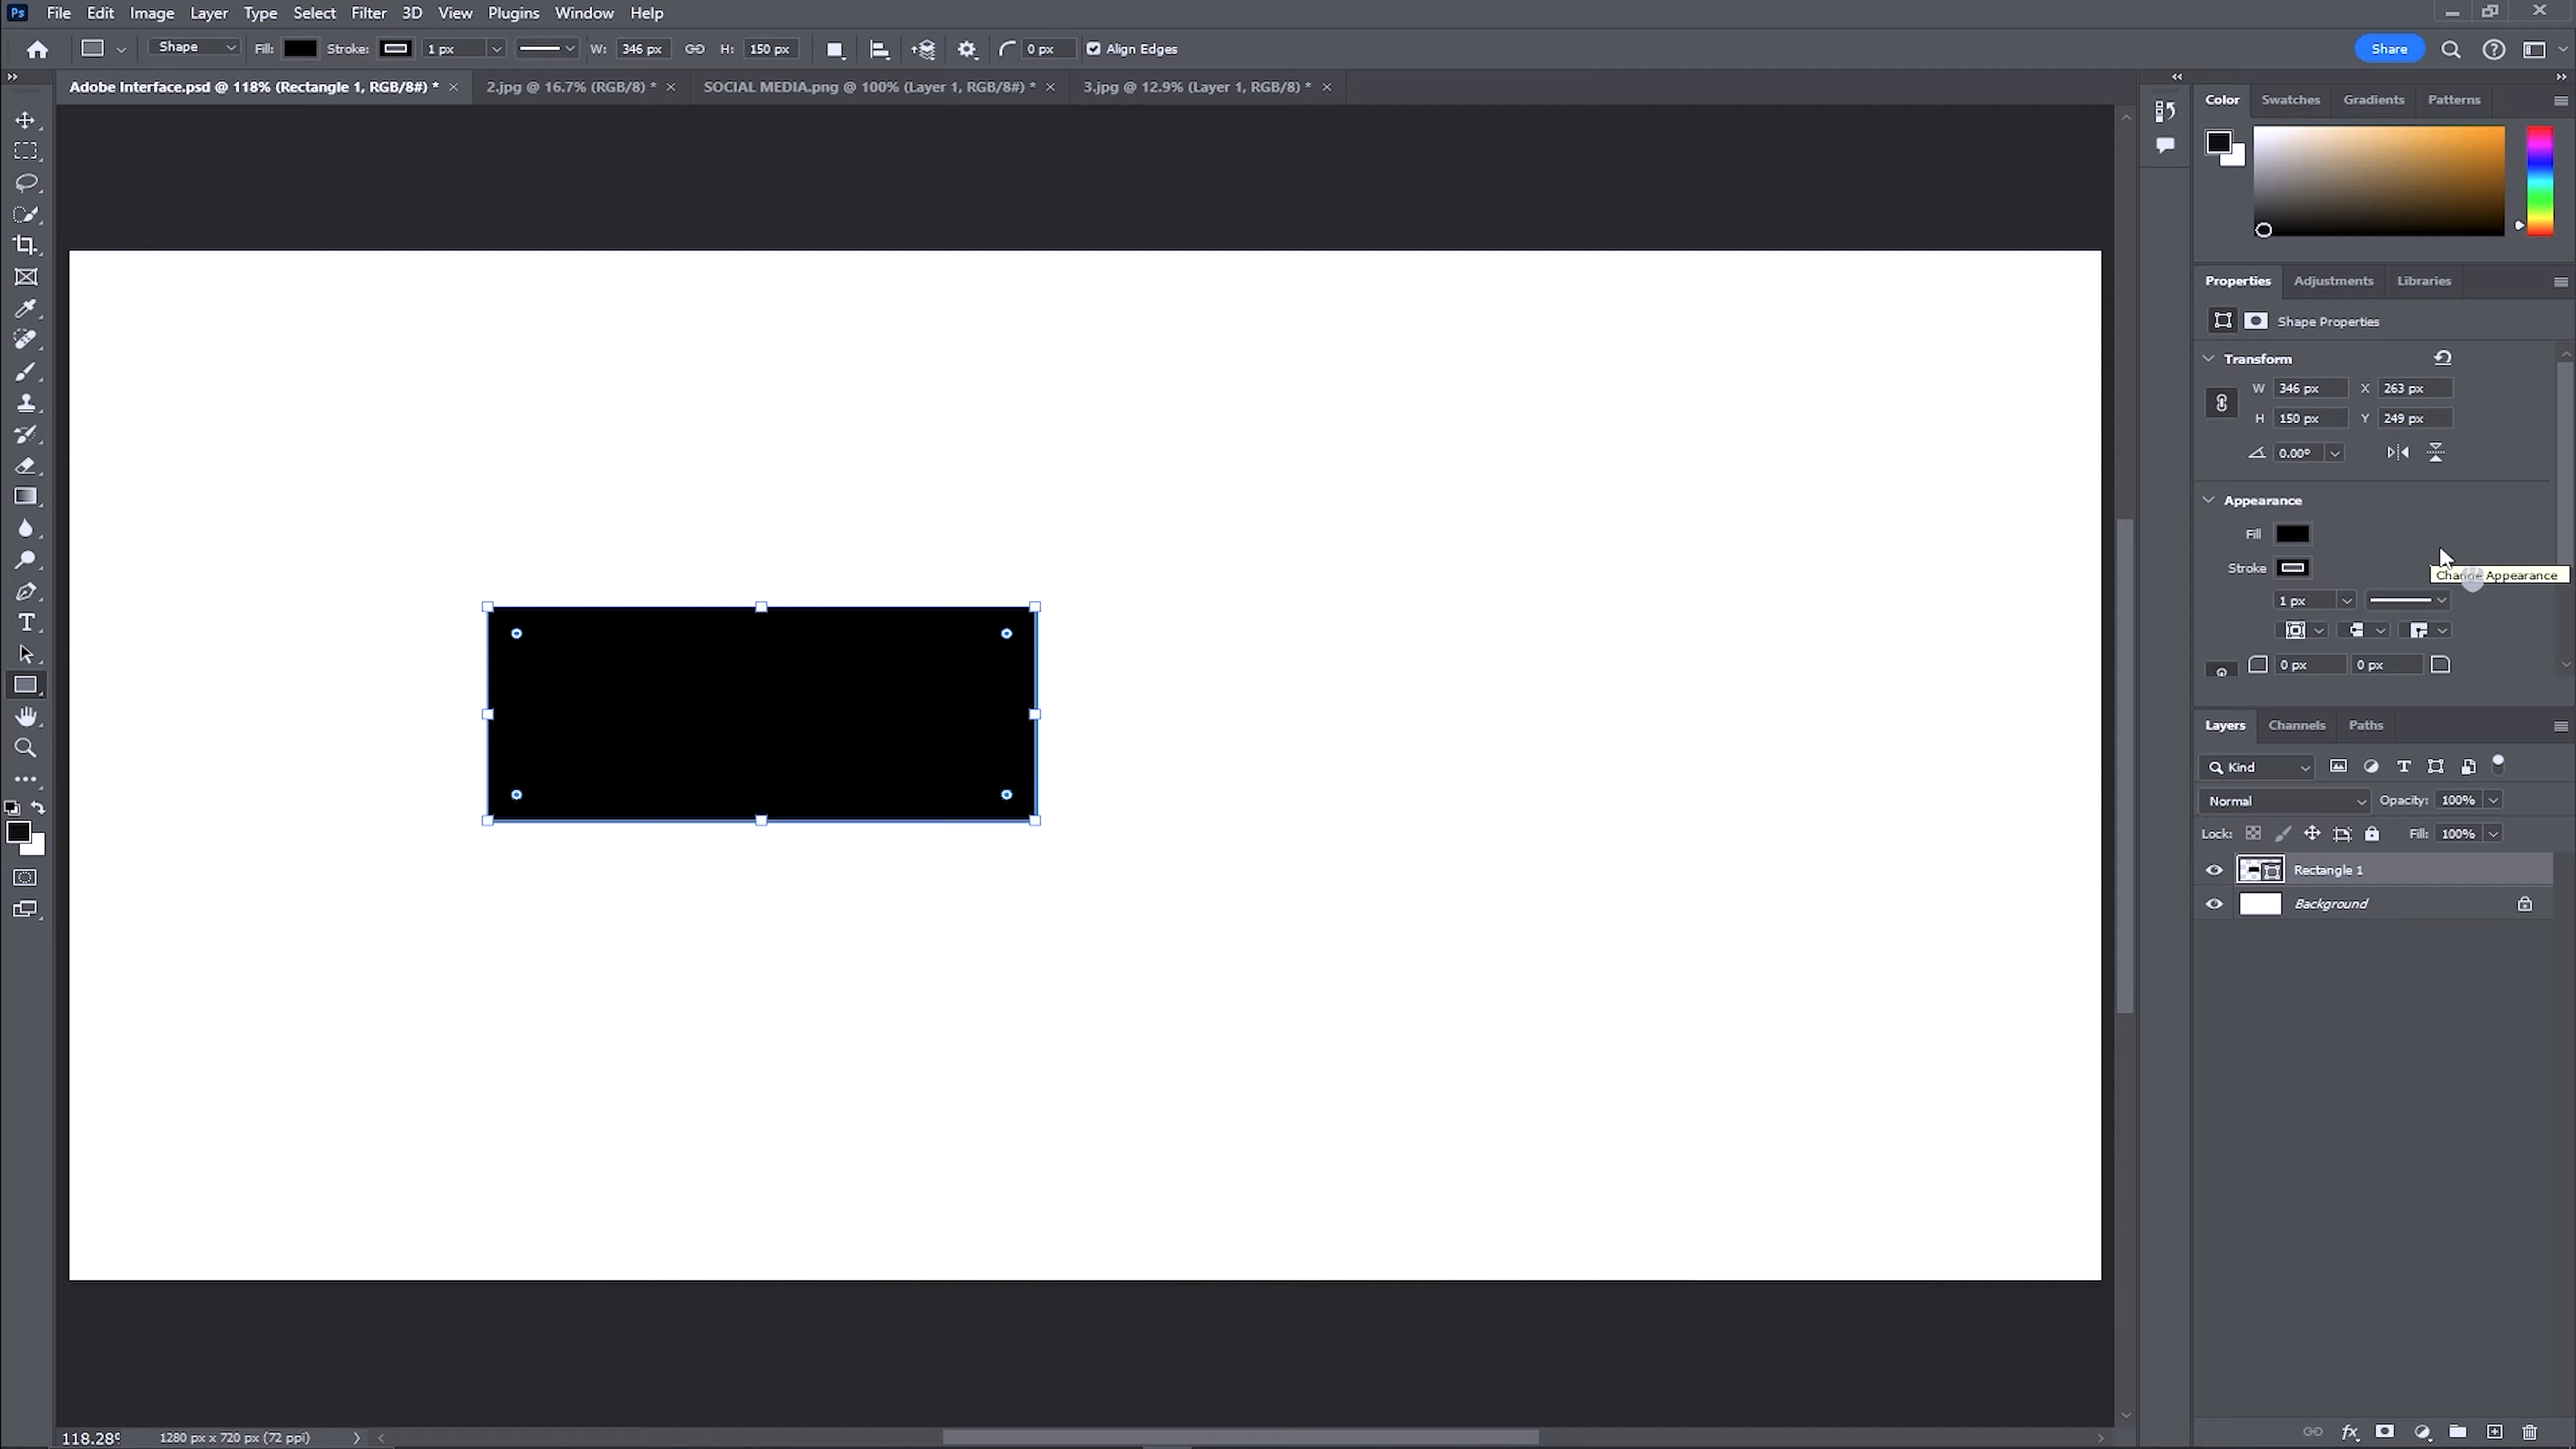 Ps File Edit Image Layer Type Select Filter 3D View Plugins Window Help
Shape Fill: Stroke: 1 px W: 346 px H: 150 px 0 px Align Edges Share
Adobe Interface.psd @ 118% (Rectangle 1, RGB/8#) * 2.jpg @ 16.7% (RGB/8) * SOCIAL MEDIA.png @ 100% (Layer 1, RGB/8#) * 3.jpg @ 12.9% (Layer 1, RGB/8) *
Color Swatches Gradients Patterns
Properties Adjustments Libraries
Shape Properties
Transform
W 346 px X 263 px
H 150 px Y 249 px
0.00°
Appearance
Fill
Stroke
Change Appearance
1 px
0 px 0 px
Layers Channels Paths
Kind
Normal Opacity: 100%
Lock: Fill: 100%
Rectangle 1
Background
118.28% 1280 px x 720 px (72 ppi)